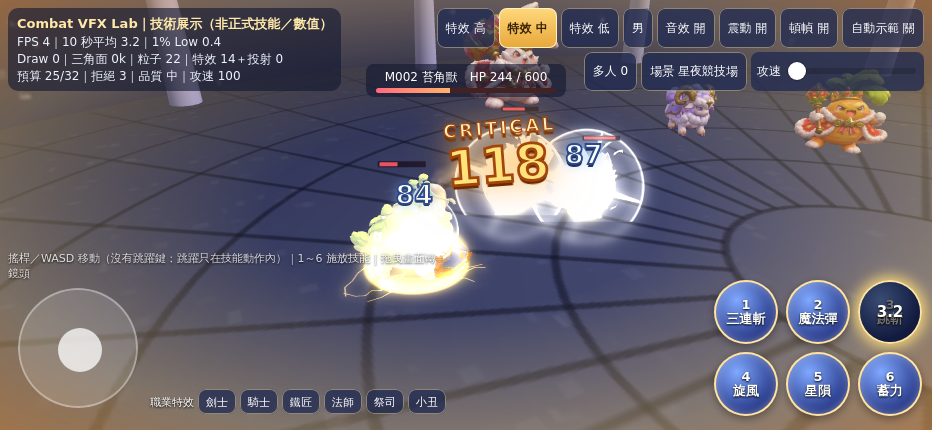 Combat VFX Lab｜技術展示（非正式技能／數值）
FPS 4｜10 秒平均 3.2｜1% Low 0.4
Draw 0｜三角面 0k｜粒子 22｜特效 14＋投射 0
預算 25/32｜拒絕 3｜品質 中｜攻速 100
特效 高
特效 中
特效 低
男
音效 開
震動 開
頓幀 開
自動示範 關
多人 0
場景 星夜競技場
攻速
M002 苔角獸 HP 244 / 600
CRITICAL
118
87
84
搖桿／WASD 移動（沒有跳躍鍵；跳躍只在技能動作內）｜1～6 施放技能｜拖曳畫面轉
鏡頭
1
三連斬
2
魔法彈
3
3.2
跳斬
4
旋風
5
星隕
6
蓄力
職業特效
劍士
騎士
鐵匠
法師
祭司
小丑